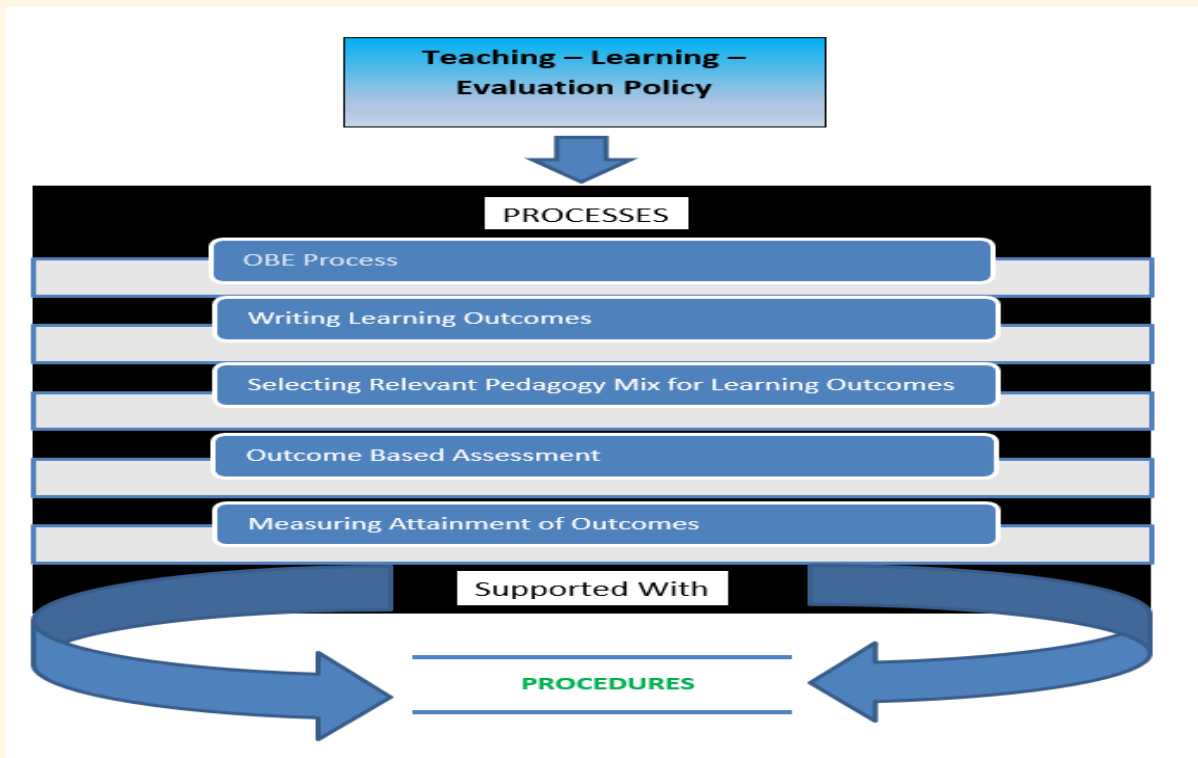 Teaching – Learning –
Evaluation Policy
PROCESSES
OBE Process
Writing Learning Outcomes
Selecting Relevant Pedagogy Mix for Learning Outcomes
Outcome Based Assessment
Measuring Attainment of Outcomes
Supported With
PROCEDURES